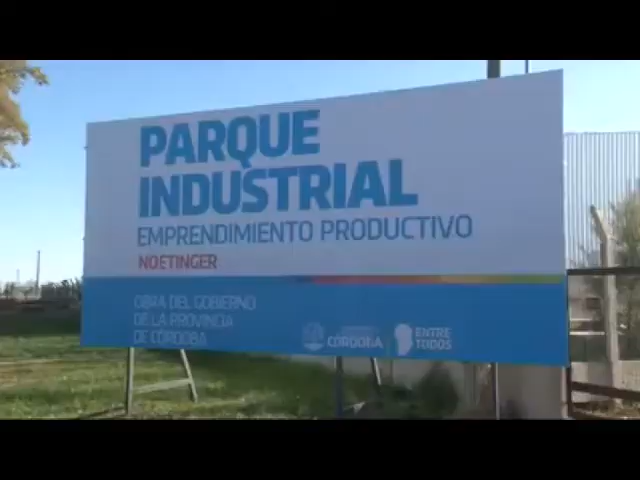 PARQUE
INDUSTRIAL
EMPRENDIMIENTO PRODUCTIVO
NOETINGER
OBRA DEL GOBIERNO
DE LA PROVINCIA
DE CÓRDOBA
CÓRDOBA
ENTRE
TODOS